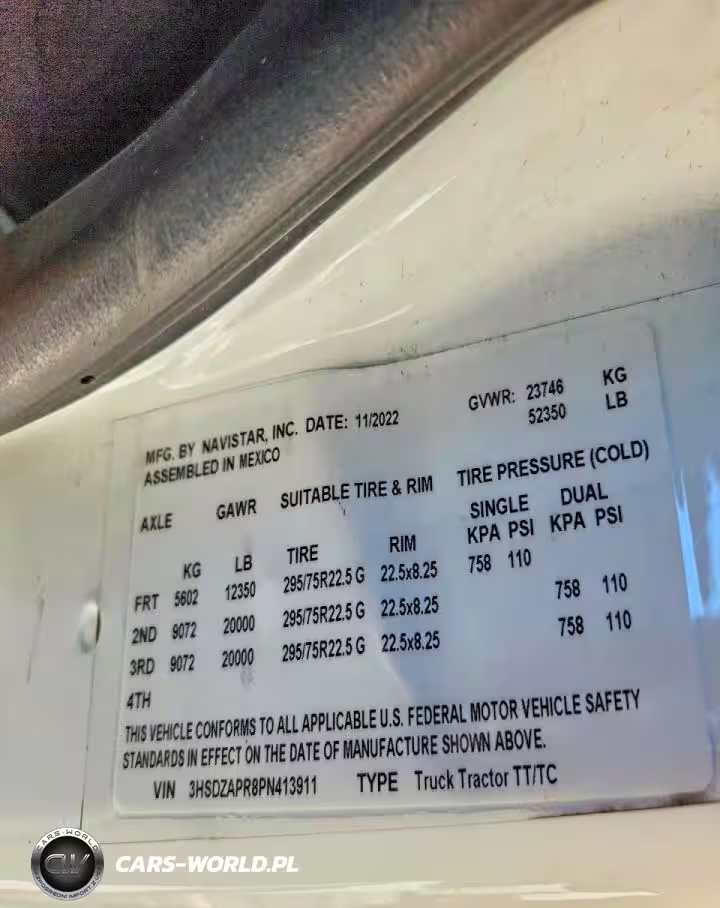 MFG. BY NAVISTAR, INC. DATE: 11/2022 GVWR: 23746 KG
52350 LB
ASSEMBLED IN MEXICO
AXLE GAWR SUITABLE TIRE & RIM TIRE PRESSURE (COLD)
SINGLE DUAL
KG LB TIRE RIM KPA PSI KPA PSI
FRT 5602 12350 295/75R22.5 G 22.5x8.25 758 110
2ND 9072 20000 295/75R22.5 G 22.5x8.25 758 110
3RD 9072 20000 295/75R22.5 G 22.5x8.25 758 110
4TH
THIS VEHICLE CONFORMS TO ALL APPLICABLE U.S. FEDERAL MOTOR VEHICLE SAFETY
STANDARDS IN EFFECT ON THE DATE OF MANUFACTURE SHOWN ABOVE.
VIN 3HSDZAPR8PN413911 TYPE Truck Tractor TT/TC
CARS-WORLD
CW
CARS-WORLD.PL